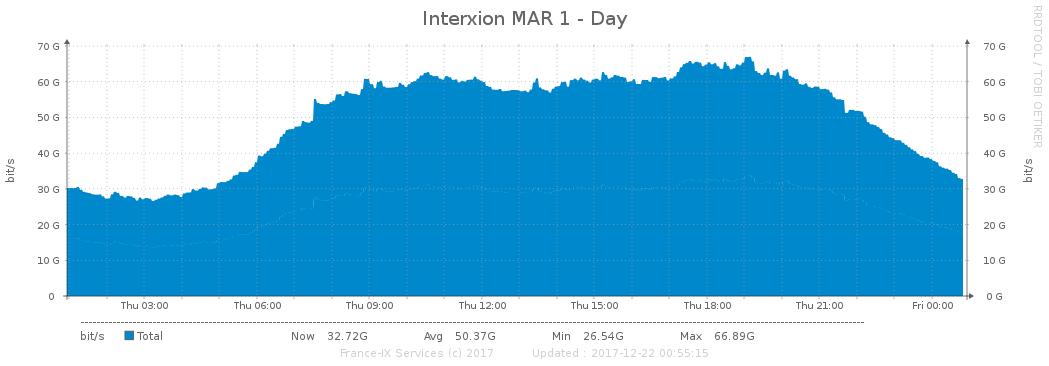 Interxion MAR 1 - Day
RRDTOOL / TOBI OETIKER
70 G 70 G
60 G 60 G
50 G 50 G
40 G 40 G
30 G 30 G
20 G 20 G
10 G 10 G
0 0 G
bit/s bit/s
Thu 03:00 Thu 06:00 Thu 09:00 Thu 12:00 Thu 15:00 Thu 18:00 Thu 21:00 Fri 00:00
bit/s Total Now 32.72G Avg 50.37G Min 26.54G Max 66.89G
France-IX Services (c) 2017 Updated : 2017-12-22 00:55:15